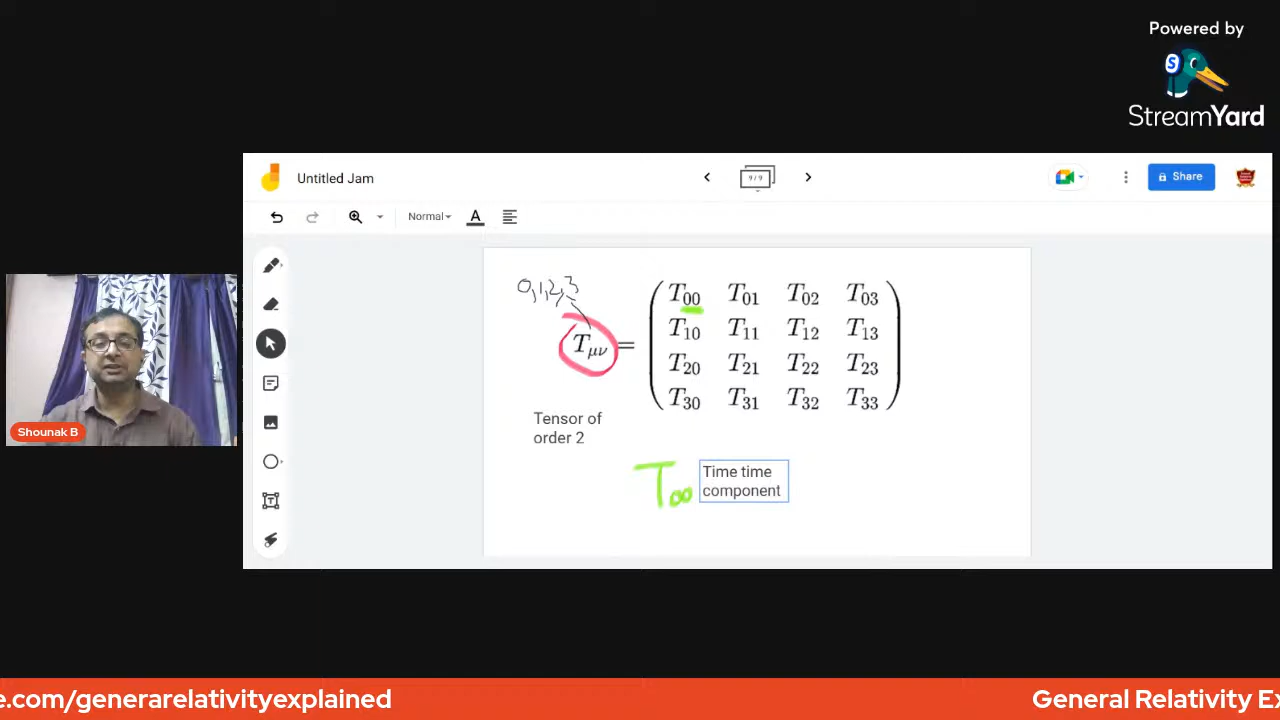 Powered by
StreamYard
Untitled Jam
9 / 9
Share
Normal
A
0,1,2,3
T00 T01 T02 T03
Tμν = T10 T11 T12 T13
T20 T21 T22 T23
T30 T31 T32 T33
Tensor of
order 2
Shounak B
T00
Time time
component
e.com/generarelativityexplained
General Relativity Ex